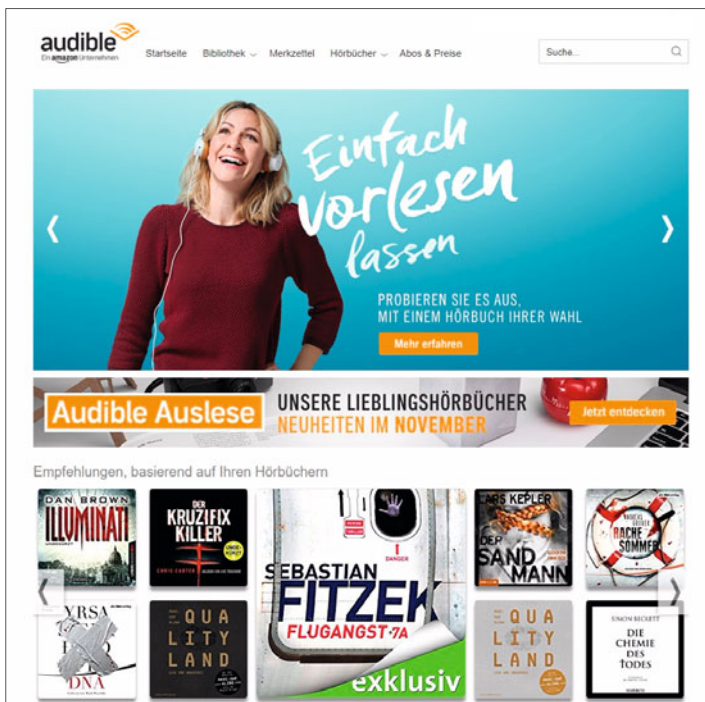 audible
Ein amazon Unternehmen
Startseite Bibliothek Merkzettel Hörbücher Abos & Preise
Suche...
Einfach
vorlesen
lassen
PROBIEREN SIE ES AUS,
MIT EINEM HÖRBUCH IHRER WAHL
Mehr erfahren
Audible Auslese
UNSERE LIEBLINGSHÖRBÜCHER
NEUHEITEN IM NOVEMBER
Jetzt entdecken
Empfehlungen, basierend auf Ihren Hörbüchern
DAN BROWN
ILLUMINATI
DER
KRUZIFIX
KILLER
CHRIS CARTER
DANGER
SEBASTIAN
FITZEK
FLUGANGST 7A
exklusiv
LARS KEPLER
DER
SAND
MANN
RACHE
SOMMER
YRSA
DNA
QUA
LITY
LAND
QUA
LITY
LAND
SIMON BECKETT
DIE
CHEMIE
DES
TODES